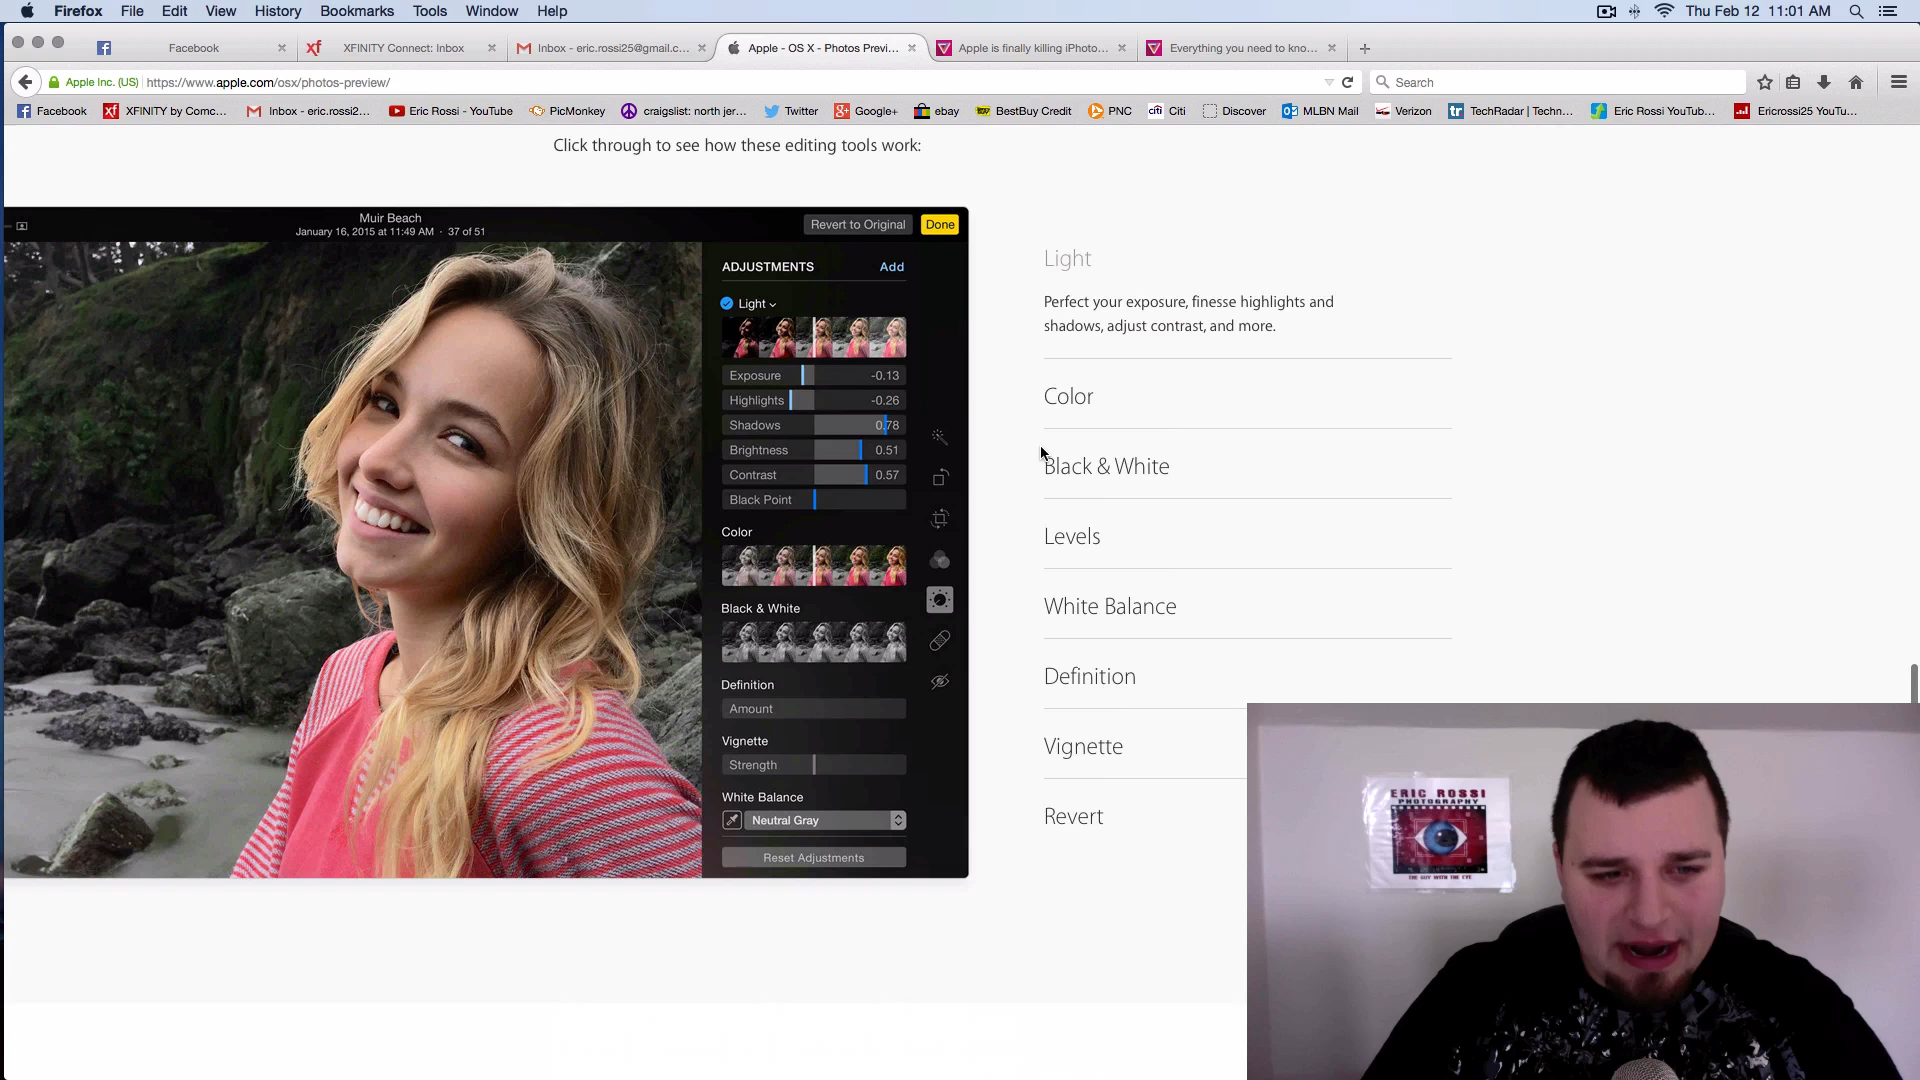 Firefox File Edit View History Bookmarks Tools Window Help Thu Feb 12 11:01 AM
Facebook XFINITY Connect: Inbox Inbox - eric.rossi25@gmail.c... Apple - OS X - Photos Previ... Apple is finally killing iPhoto... Everything you need to kno...
Apple Inc. (US) https://www.apple.com/osx/photos-preview/ Search
Facebook XFINITY by Comc... Inbox - eric.rossi2... Eric Rossi - YouTube PicMonkey craigslist: north jer... Twitter Google+ ebay BestBuy Credit PNC citi Citi Discover MLBN Mail Verizon tr TechRadar | Techn... Eric Rossi YouTub... Ericrossi25 YouTu...
Click through to see how these editing tools work:
Muir Beach
January 16, 2015 at 11:49 AM · 37 of 51
Revert to Original Done
ADJUSTMENTS Add
Light
Exposure -0.13
Highlights -0.26
Shadows 0.78
Brightness 0.51
Contrast 0.57
Black Point
Color
Black & White
Definition
Amount
Vignette
Strength
White Balance
Neutral Gray
Reset Adjustments
Light
Perfect your exposure, finesse highlights and
shadows, adjust contrast, and more.
Color
Black & White
Levels
White Balance
Definition
Vignette
Revert
ERIC ROSSI
PHOTOGRAPHY
THE GUY WITH THE EYE